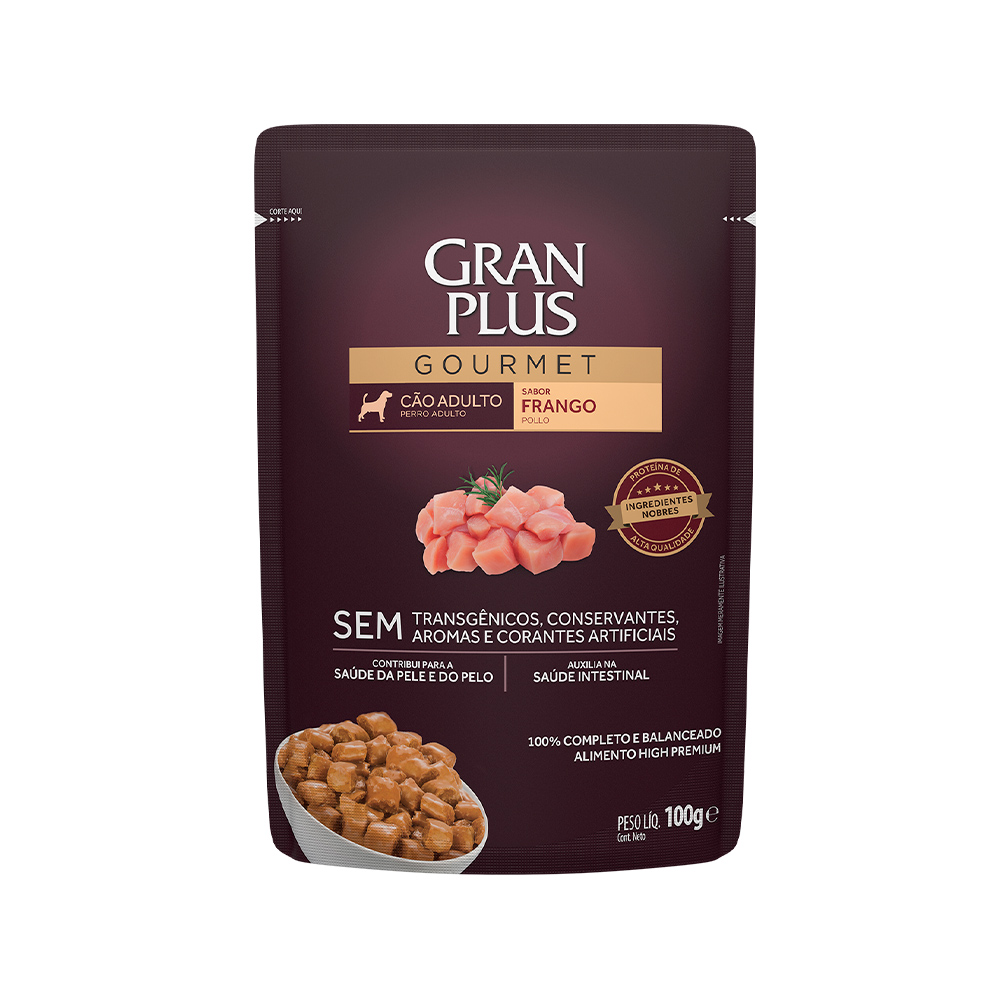 CORTE AQUI
GRAN
PLUS
GOURMET
CÃO ADULTO
PERRO ADULTO
SABOR
FRANGO
POLLO
PROTEÍNA DE
INGREDIENTES
NOBRES
ALTA QUALIDADE
IMAGEM MERAMENTE ILUSTRATIVA
SEM TRANSGÊNICOS, CONSERVANTES,
AROMAS E CORANTES ARTIFICIAIS
CONTRIBUI PARA A
SAÚDE DA PELE E DO PELO
AUXILIA NA
SAÚDE INTESTINAL
100% COMPLETO E BALANCEADO
ALIMENTO HIGH PREMIUM
PESO LÍQ. 100g e
Cont. Neto